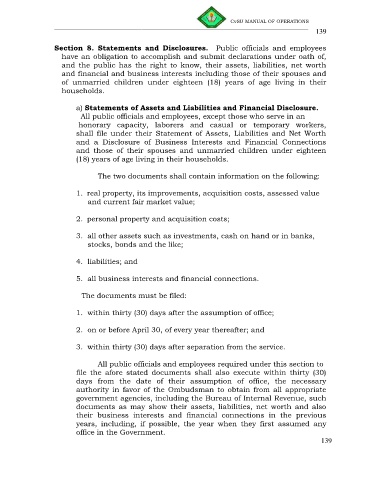 CvSU MANUAL OF OPERATIONS
139
Section 8. Statements and Disclosures. Public officials and employees
have an obligation to accomplish and submit declarations under oath of,
and the public has the right to know, their assets, liabilities, net worth
and financial and business interests including those of their spouses and
of unmarried children under eighteen (18) years of age living in their
households.
a) Statements of Assets and Liabilities and Financial Disclosure.
All public officials and employees, except those who serve in an
honorary capacity, laborers and casual or temporary workers,
shall file under their Statement of Assets, Liabilities and Net Worth
and a Disclosure of Business Interests and Financial Connections
and those of their spouses and unmarried children under eighteen
(18) years of age living in their households.
The two documents shall contain information on the following:
1. real property, its improvements, acquisition costs, assessed value
and current fair market value;
2. personal property and acquisition costs;
3. all other assets such as investments, cash on hand or in banks,
stocks, bonds and the like;
4. liabilities; and
5. all business interests and financial connections.
The documents must be filed:
1. within thirty (30) days after the assumption of office;
2. on or before April 30, of every year thereafter; and
3. within thirty (30) days after separation from the service.
All public officials and employees required under this section to
file the afore stated documents shall also execute within thirty (30)
days from the date of their assumption of office, the necessary
authority in favor of the Ombudsman to obtain from all appropriate
government agencies, including the Bureau of Internal Revenue, such
documents as may show their assets, liabilities, net worth and also
their business interests and financial connections in the previous
years, including, if possible, the year when they first assumed any
office in the Government.
139